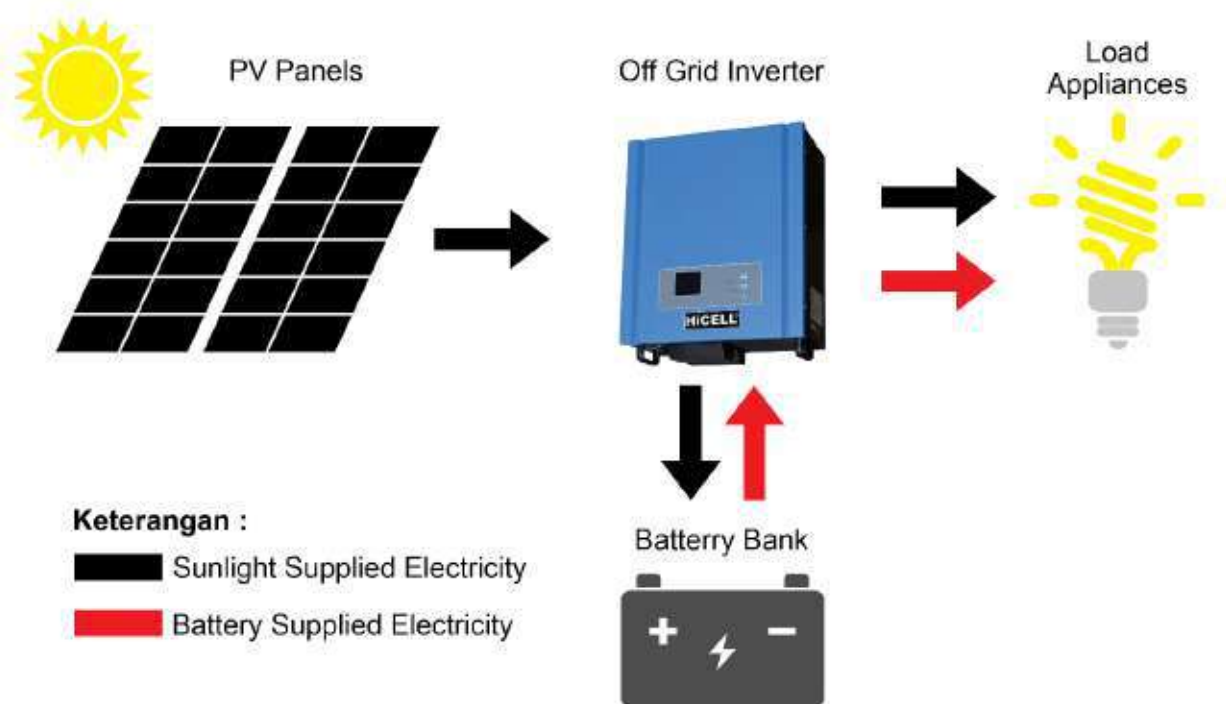 PV Panels
Off Grid Inverter
Load
Appliances
HiCELL
Keterangan :
Sunlight Supplied Electricity
Battery Supplied Electricity
Batterry Bank
+
−